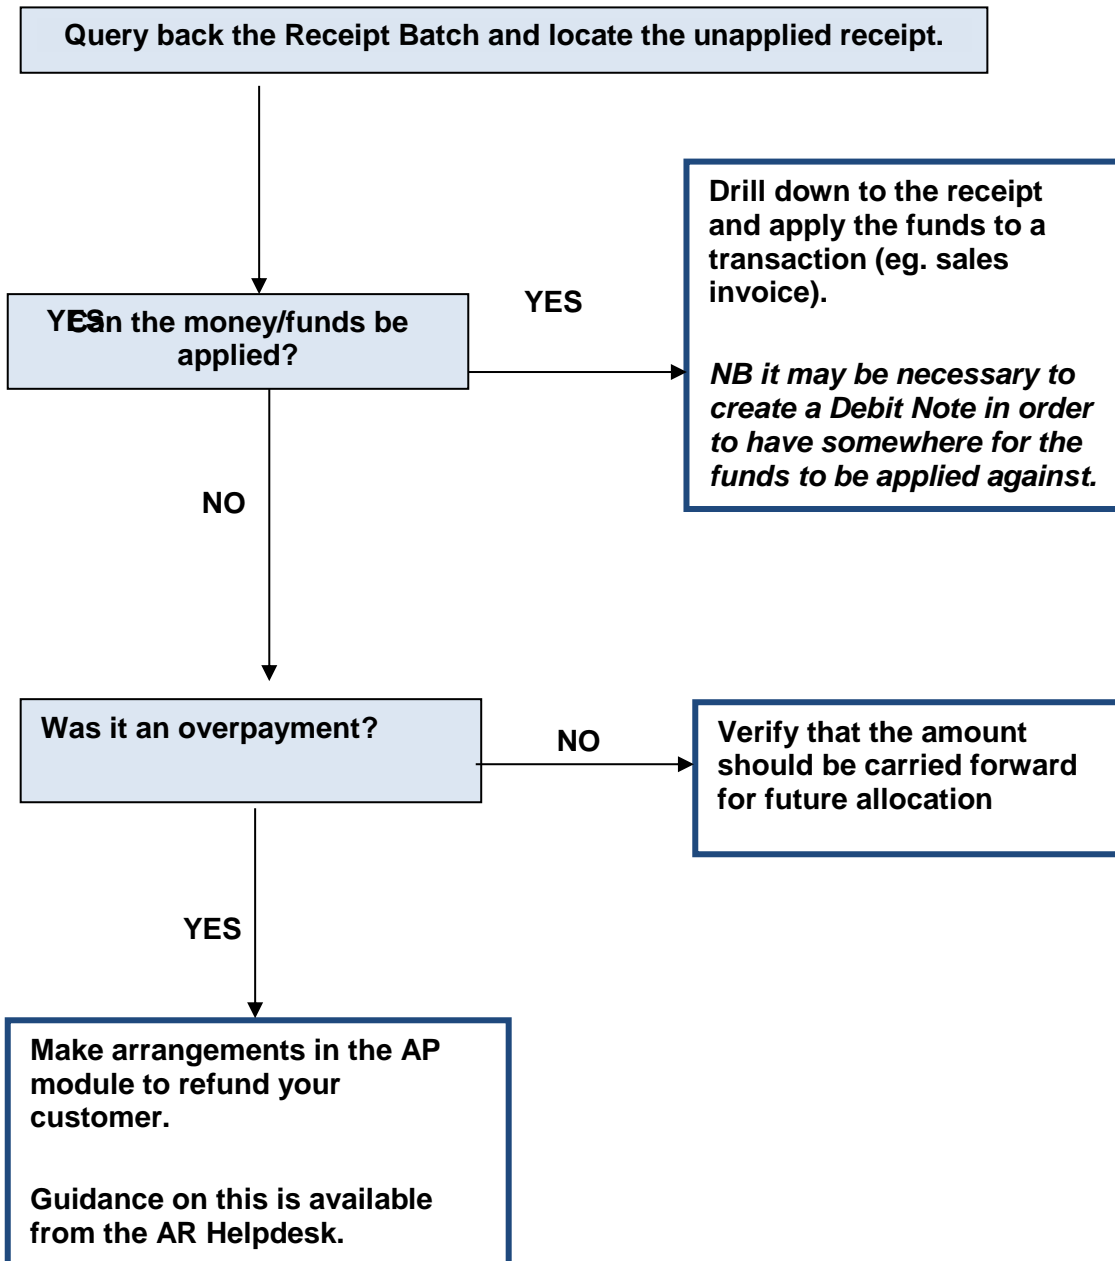 Query back the Receipt Batch and locate the unapplied receipt.
Drill down to the receipt
and apply the funds to a
transaction (eg. sales
invoice).
NB it may be necessary to
create a Debit Note in order
to have somewhere for the
funds to be applied against.
YES
YES
Can the money/funds be
applied?
NO
Was it an overpayment?
NO
Verify that the amount
should be carried forward
for future allocation
YES
Make arrangements in the AP
module to refund your
customer.
Guidance on this is available
from the AR Helpdesk.